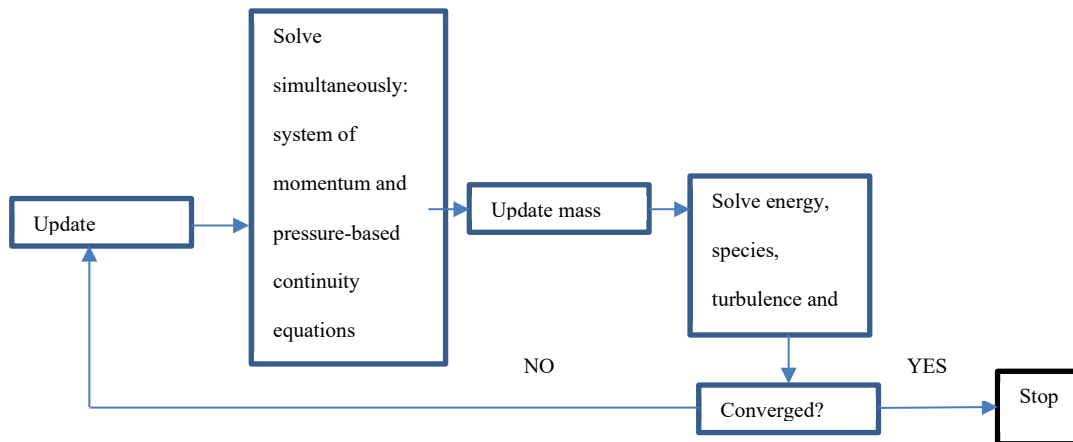 Update
Solve
simultaneously:
system of
momentum and
pressure-based
continuity
equations
Update mass
Solve energy,
species,
turbulence and
Converged?
NO
YES
Stop